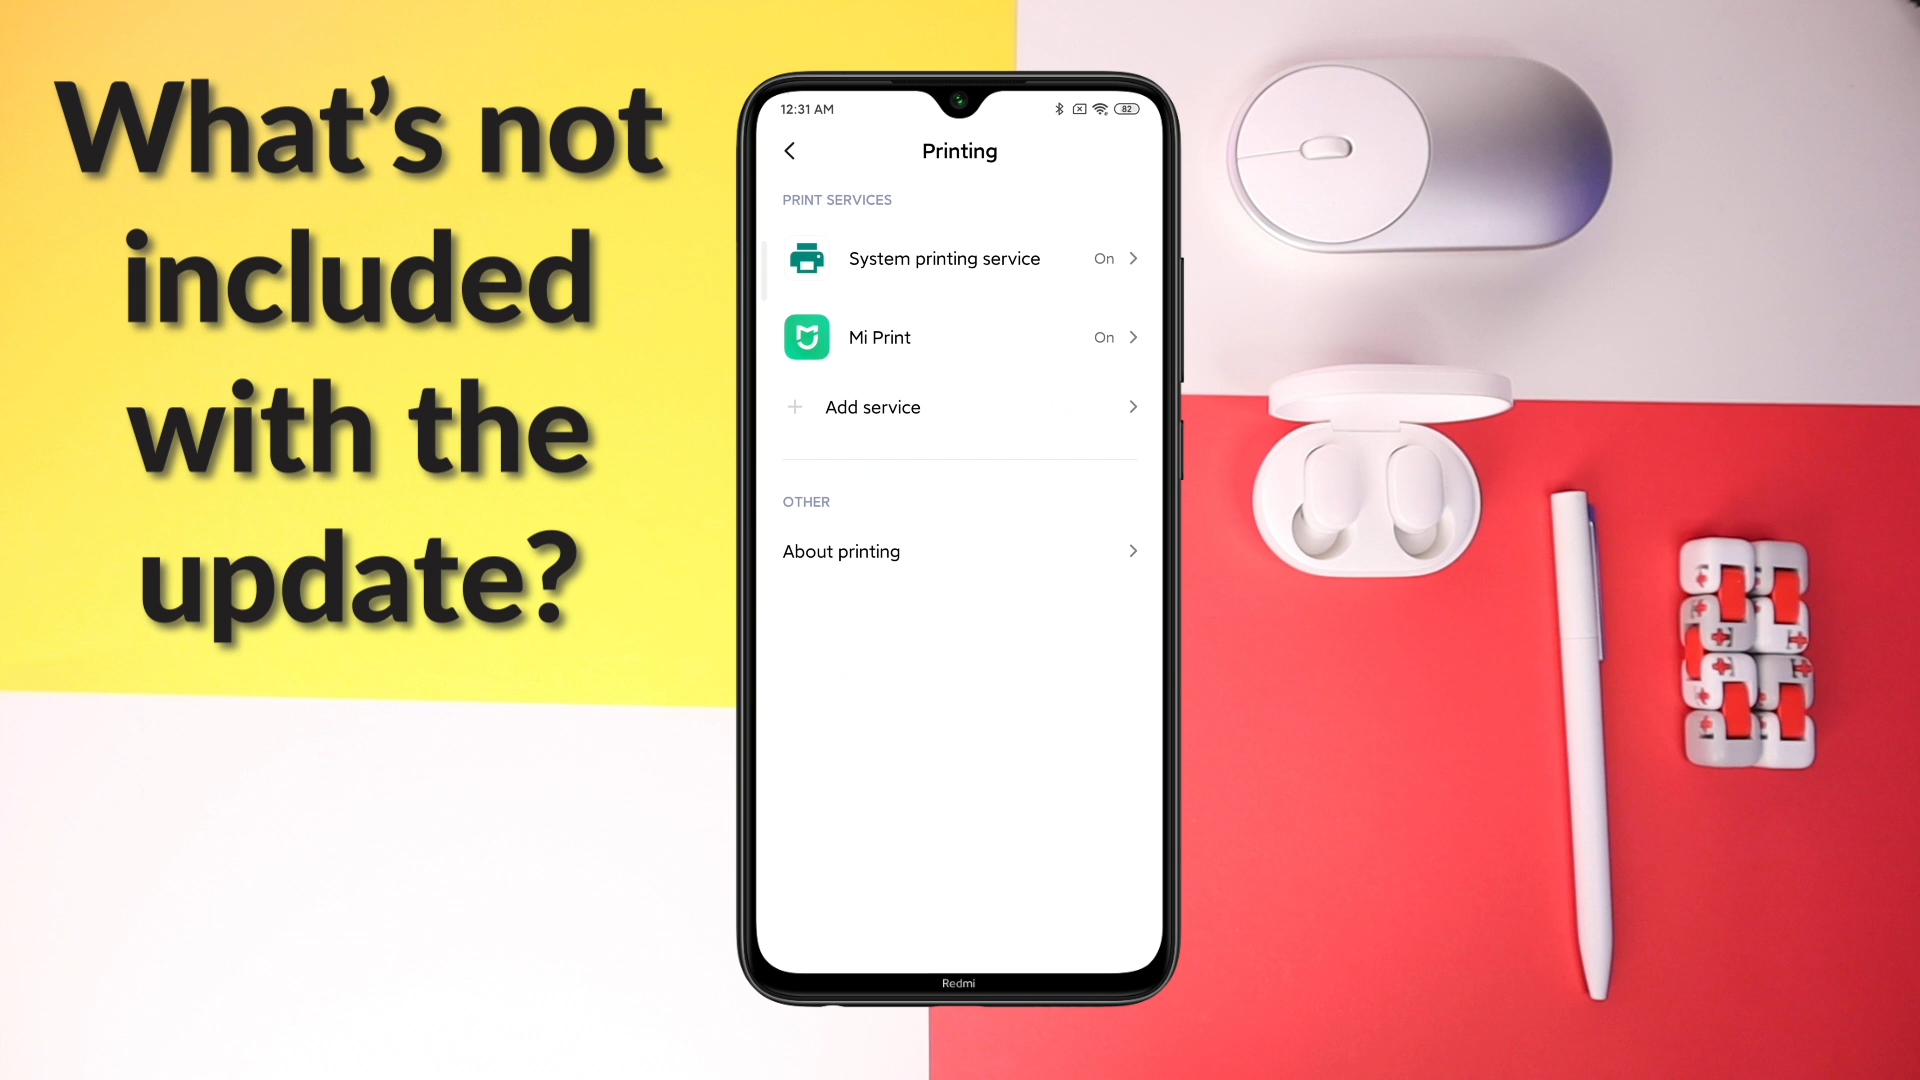 What's not
included
with the
update?
12:31 AM
82
Printing
PRINT SERVICES
System printing service On
Mi Print On
Add service
OTHER
About printing
Redmi